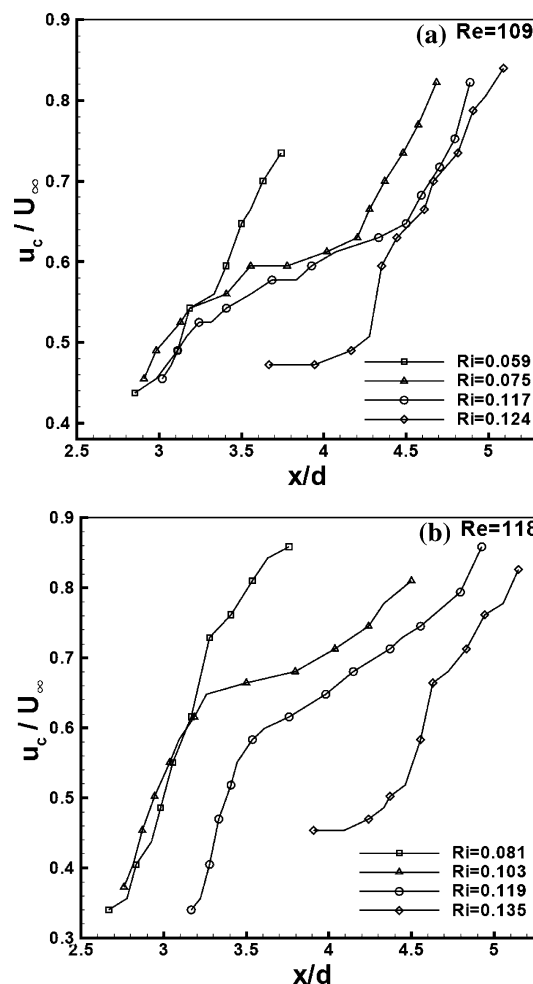 (a) Re=109
0.9
0.8
0.7
0.6
0.5
0.4
u_c / U_∞
Ri=0.059
Ri=0.075
Ri=0.117
Ri=0.124
2.5 3 3.5 4 4.5 5
x/d
(b) Re=118
0.9
0.8
0.7
0.6
0.5
0.4
0.3
u_c / U_∞
Ri=0.081
Ri=0.103
Ri=0.119
Ri=0.135
2.5 3 3.5 4 4.5 5
x/d